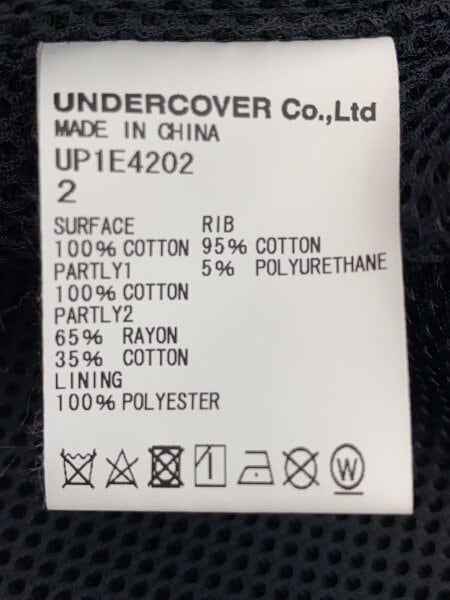 UNDERCOVER Co.,Ltd
MADE IN CHINA
UP1E4202
2
SURFACE
100% COTTON
PARTLY1
100% COTTON
PARTLY2
65% RAYON
35% COTTON
LINING
100% POLYESTER
RIB
95% COTTON
5% POLYURETHANE
W